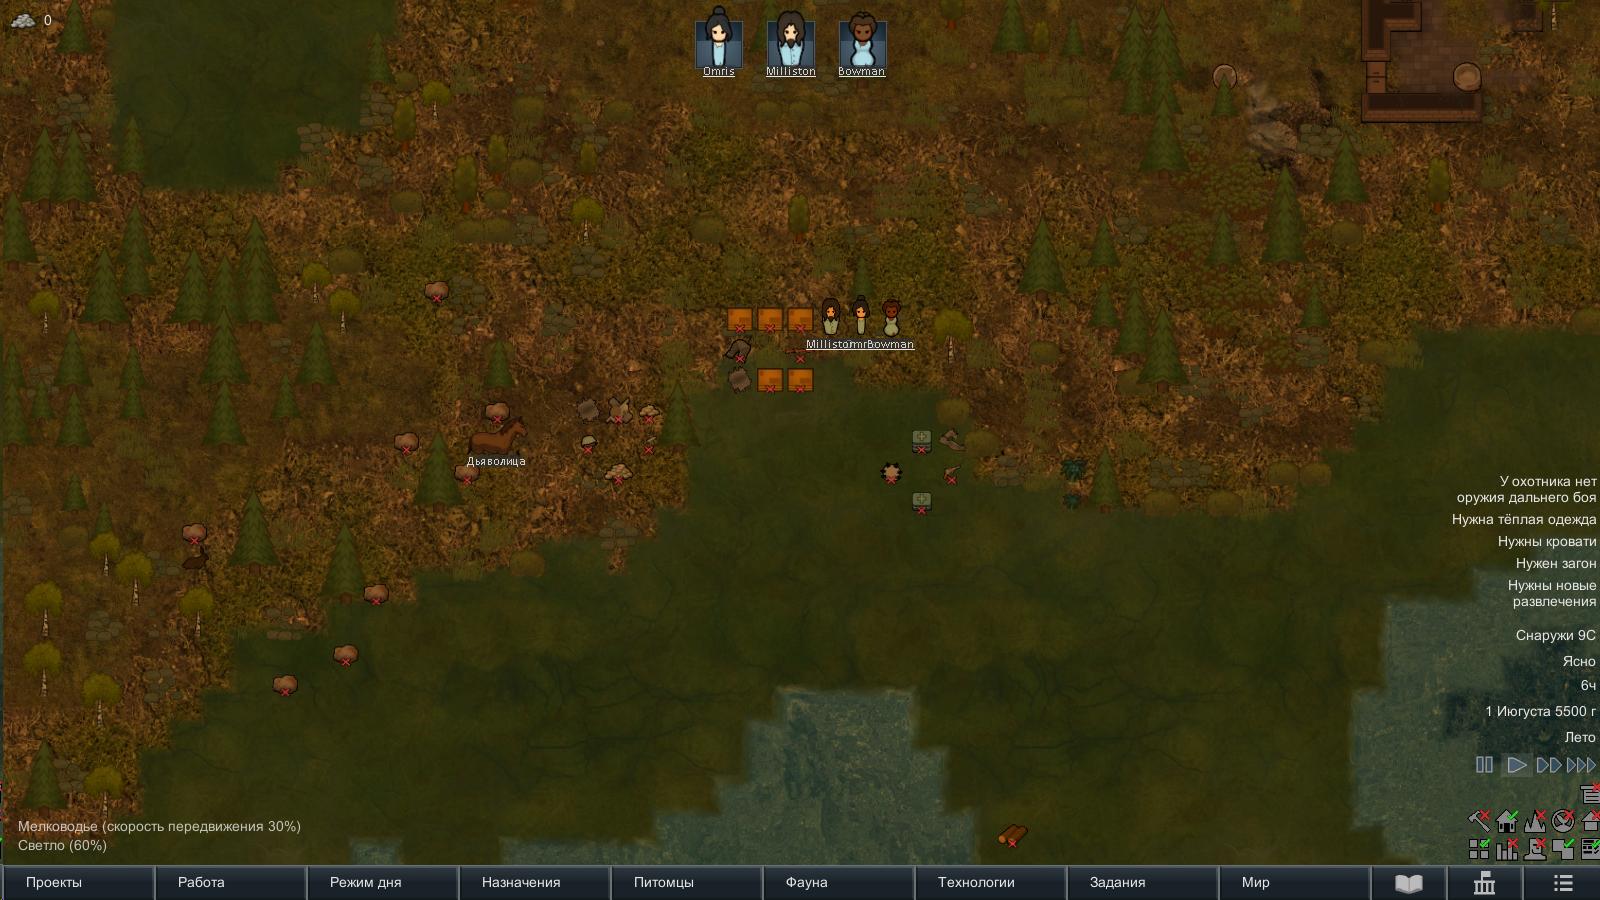 0
Omris
Milliston
Bowman
Дьяволица
У охотника нет
оружия дальнего боя
Нужна тёплая одежда
Нужны кровати
Нужен загон
Нужны новые
развлечения
Снаружи 9C
Ясно
6ч
1 Июгуста 5500 г
Лето
Мелководье (скорость передвижения 30%)
Светло (60%)
Проекты
Работа
Режим дня
Назначения
Питомцы
Фауна
Технологии
Задания
Мир